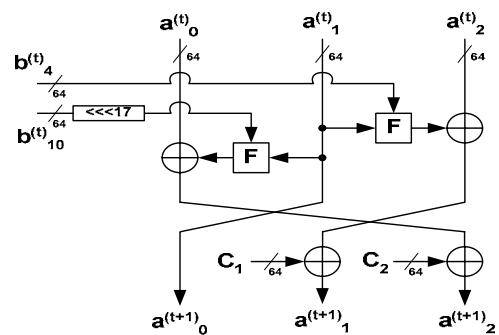 a(t)0 a(t)1 a(t)2
64 64 64
b(t)4
64
<<<17
b(t)10 64
64
F
F
C1 64
C2 64
a(t+1)0 a(t+1)1 a(t+1)2